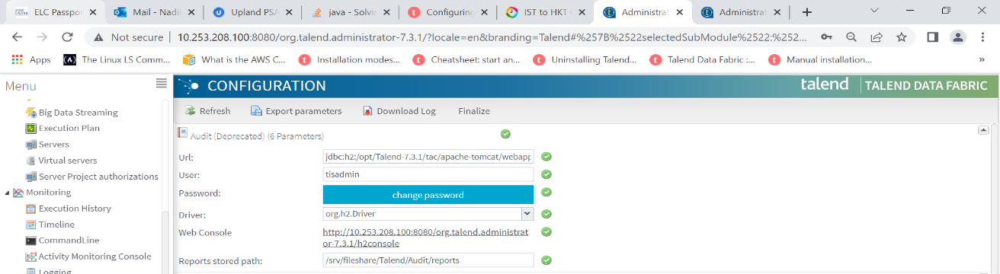 ELC Passpor
Mail - Nadi
Upland PSA
java - Solvi
Configuring
IST to HKT
Administrat
Administrat
Not secure | 10.253.208.100:8080/org.talend.administrator-7.3.1/?locale=en&branding=Talend#%257B%2522selectedSubModule%2522:%252...
Apps
The Linux LS Comm...
What is the AWS C...
Installation modes...
Cheatsheet: start an...
Uninstalling Talend...
Talend Data Fabric :...
Manual installation...
»
Menu
CONFIGURATION
talend | TALEND DATA FABRIC
Refresh
Export parameters
Download Log
Finalize
Big Data Streaming
Execution Plan
Servers
Virtual servers
Server Project authorizations
Monitoring
Execution History
Timeline
CommandLine
Activity Monitoring Console
Logging
Audit (Deprecated) (6 Parameters)
Url: jdbc:h2:/opt/Talend-7.3.1/tac/apache-tomcat/webapp
User: tisadmin
Password: change password
Driver: org.h2.Driver
Web Console http://10.253.208.100:8080/org.talend.administrat
or-7.3.1/h2console
Reports stored path: /srv/fileshare/Talend/Audit/reports